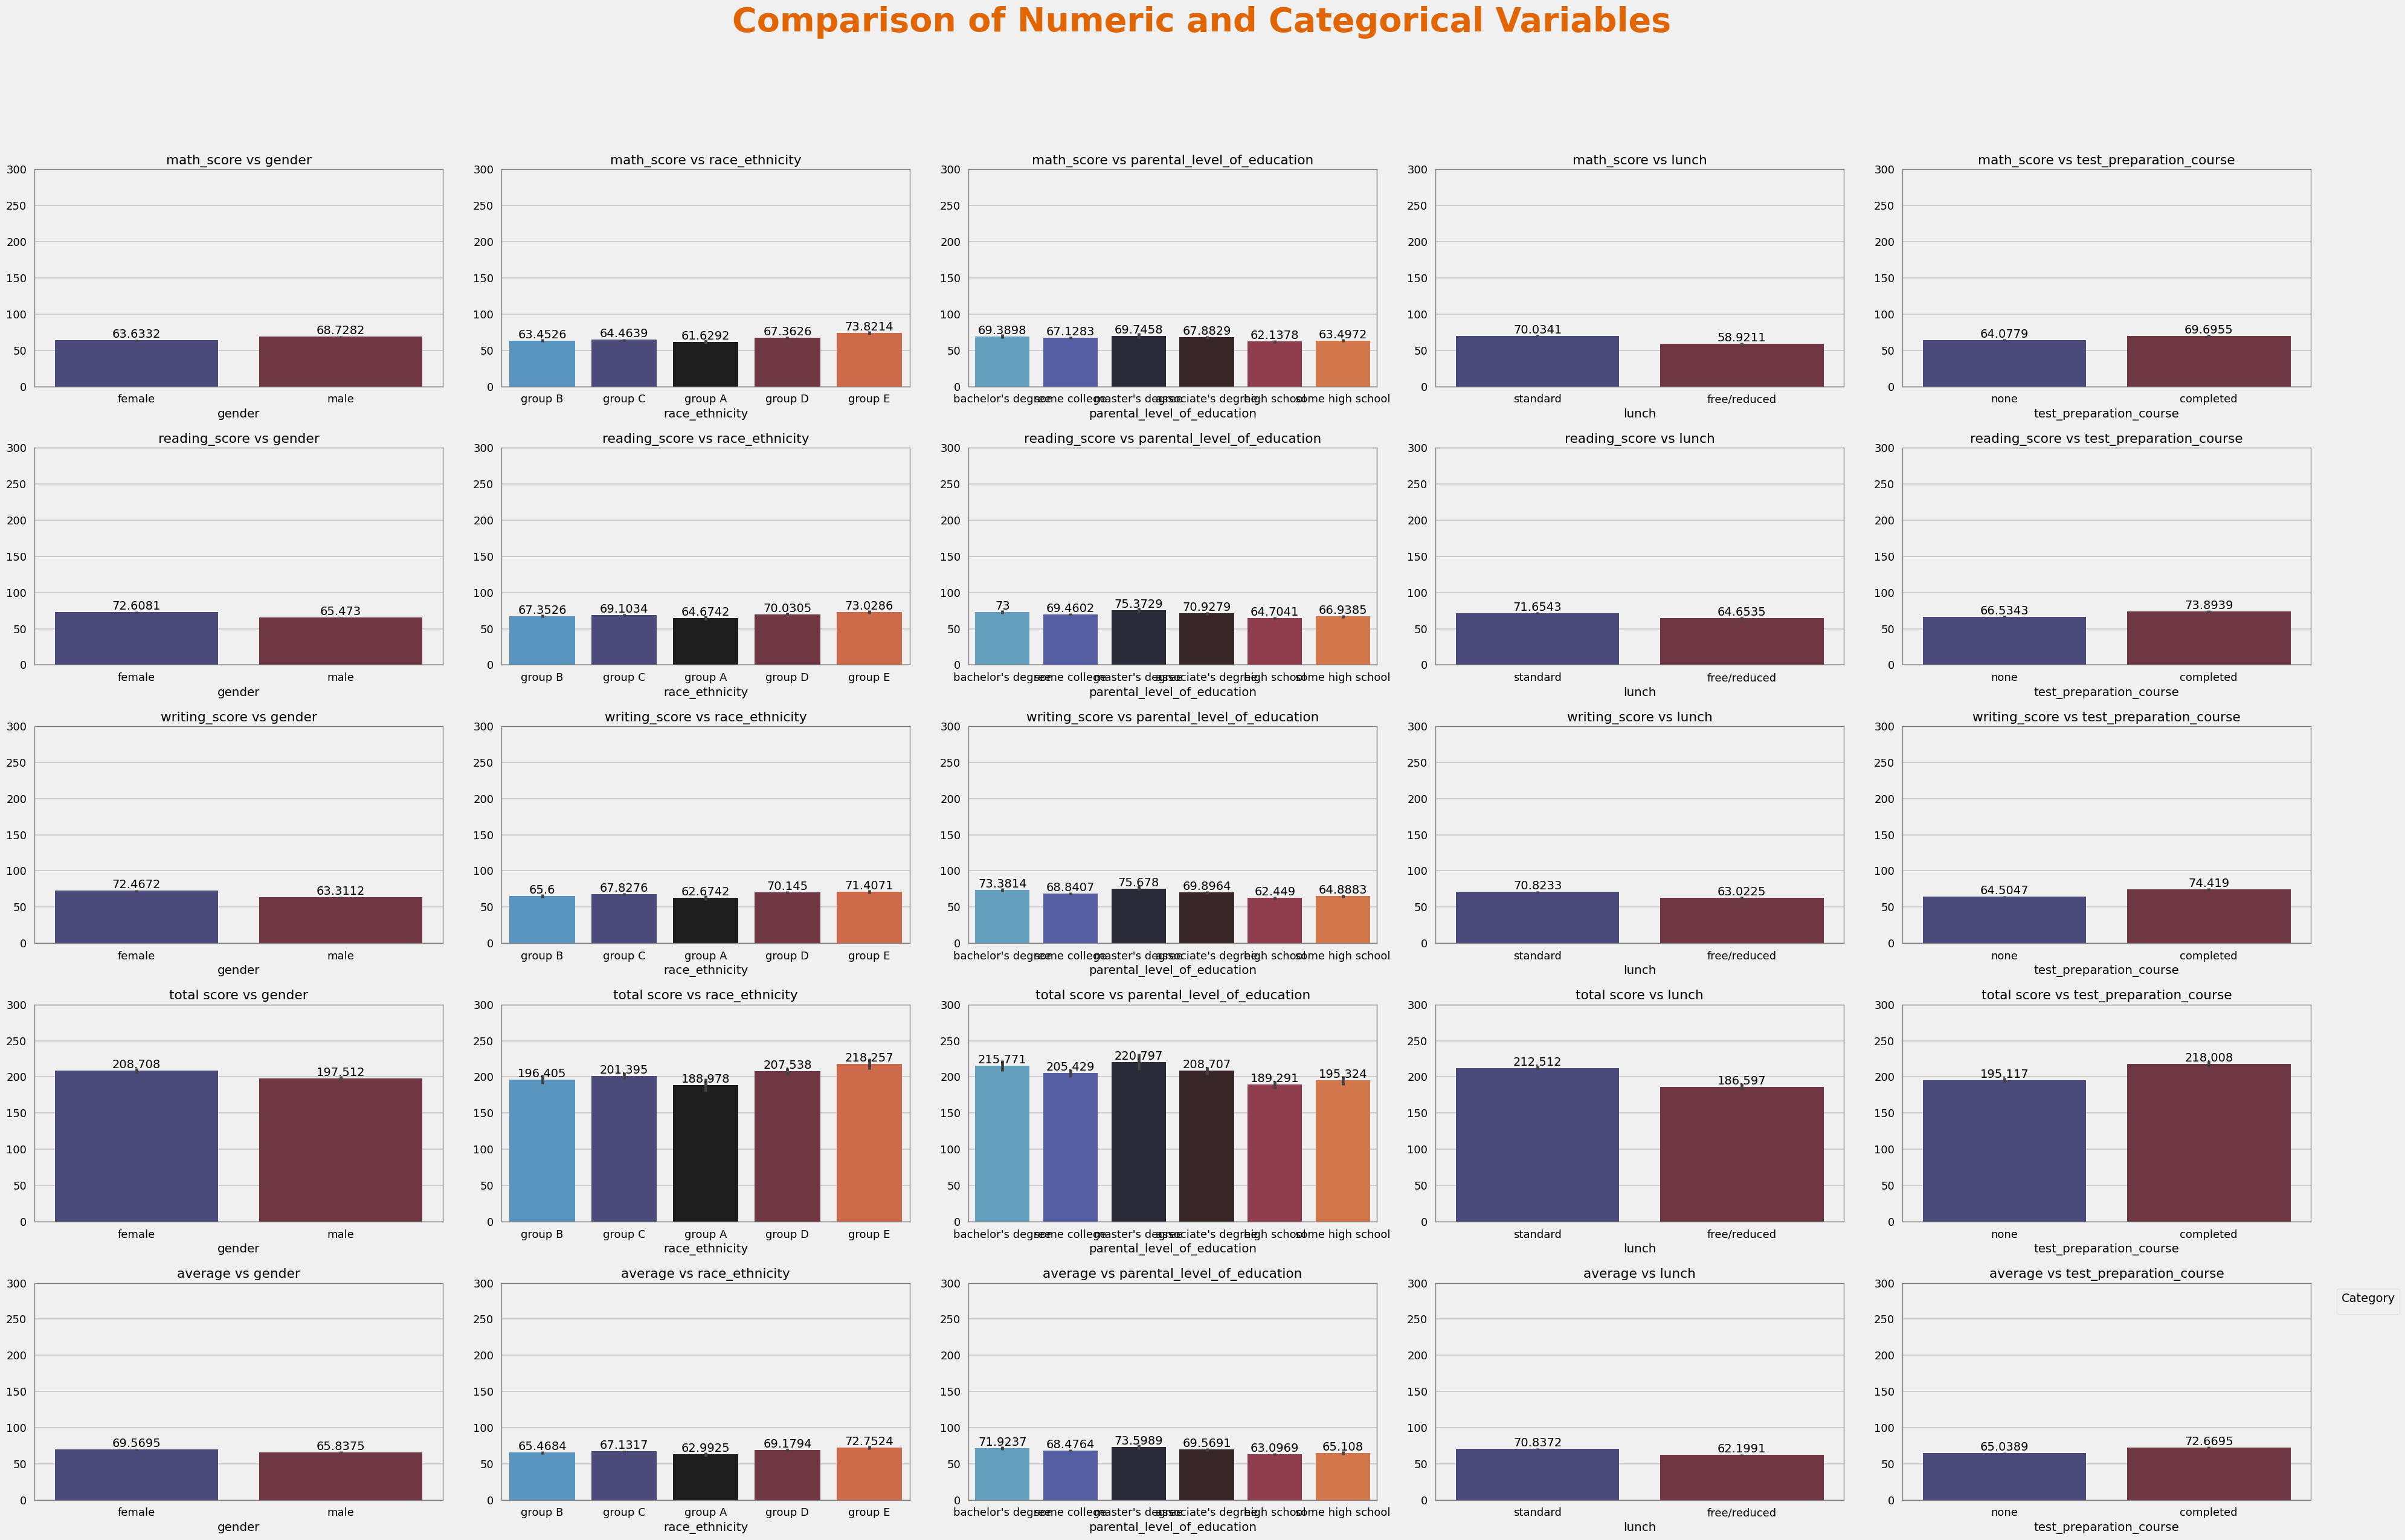 Comparison of Numeric and Categorical Variables
math_score vs gender
300
250
200
150
100
50
0
63.6332 68.7282
female male
gender
math_score vs race_ethnicity
300
250
200
150
100
50
0
63.4526 64.4639 61.6292 67.3626 73.8214
group B group C group A group D group E
race_ethnicity
math_score vs parental_level_of_education
300
250
200
150
100
50
0
69.3898 67.1283 69.7458 67.8829 62.1378 63.4972
bachelor's degree some college master's degree associate's degree high school some high school
parental_level_of_education
math_score vs lunch
300
250
200
150
100
50
0
70.0341 58.9211
standard free/reduced
lunch
math_score vs test_preparation_course
300
250
200
150
100
50
0
64.0779 69.6955
none completed
test_preparation_course
reading_score vs gender
300
250
200
150
100
50
0
72.6081 65.473
female male
gender
reading_score vs race_ethnicity
300
250
200
150
100
50
0
67.3526 69.1034 64.6742 70.0305 73.0286
group B group C group A group D group E
race_ethnicity
reading_score vs parental_level_of_education
300
250
200
150
100
50
0
73 69.4602 75.3729 70.9279 64.7041 66.9385
bachelor's degree some college master's degree associate's degree high school some high school
parental_level_of_education
reading_score vs lunch
300
250
200
150
100
50
0
71.6543 64.6535
standard free/reduced
lunch
reading_score vs test_preparation_course
300
250
200
150
100
50
0
66.5343 73.8939
none completed
test_preparation_course
writing_score vs gender
300
250
200
150
100
50
0
72.4672 63.3112
female male
gender
writing_score vs race_ethnicity
300
250
200
150
100
50
0
65.6 67.8276 62.6742 70.145 71.4071
group B group C group A group D group E
race_ethnicity
writing_score vs parental_level_of_education
300
250
200
150
100
50
0
73.3814 68.8407 75.678 69.8964 62.449 64.8883
bachelor's degree some college master's degree associate's degree high school some high school
parental_level_of_education
writing_score vs lunch
300
250
200
150
100
50
0
70.8233 63.0225
standard free/reduced
lunch
writing_score vs test_preparation_course
300
250
200
150
100
50
0
64.5047 74.419
none completed
test_preparation_course
total score vs gender
300
250
200
150
100
50
0
208.708 197.512
female male
gender
total score vs race_ethnicity
300
250
200
150
100
50
0
196.405 201.395 188.978 207.538 218.257
group B group C group A group D group E
race_ethnicity
total score vs parental_level_of_education
300
250
200
150
100
50
0
215.771 205.429 220.797 208.707 189.291 195.324
bachelor's degree some college master's degree associate's degree high school some high school
parental_level_of_education
total score vs lunch
300
250
200
150
100
50
0
212.512 186.597
standard free/reduced
lunch
total score vs test_preparation_course
300
250
200
150
100
50
0
195.117 218.008
none completed
test_preparation_course
average vs gender
300
250
200
150
100
50
0
69.5695 65.8375
female male
gender
average vs race_ethnicity
300
250
200
150
100
50
0
65.4684 67.1317 62.9925 69.1794 72.7524
group B group C group A group D group E
race_ethnicity
average vs parental_level_of_education
300
250
200
150
100
50
0
71.9237 68.4764 73.5989 69.5691 63.0969 65.108
bachelor's degree some college master's degree associate's degree high school some high school
parental_level_of_education
average vs lunch
300
250
200
150
100
50
0
70.8372 62.1991
standard free/reduced
lunch
average vs test_preparation_course
300
250
200
150
100
50
0
65.0389 72.6695
none completed
test_preparation_course
Category